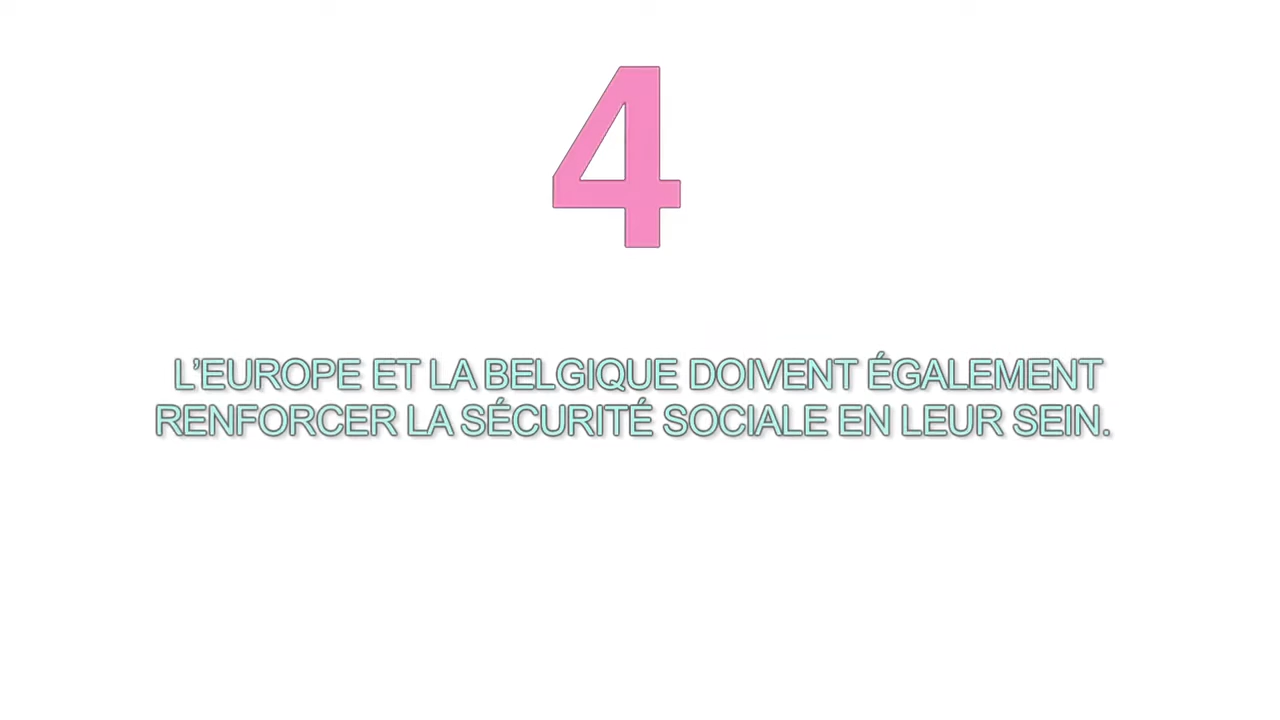 4
L’EUROPE ET LA BELGIQUE DOIVENT ÉGALEMENT
RENFORCER LA SÉCURITÉ SOCIALE EN LEUR SEIN.